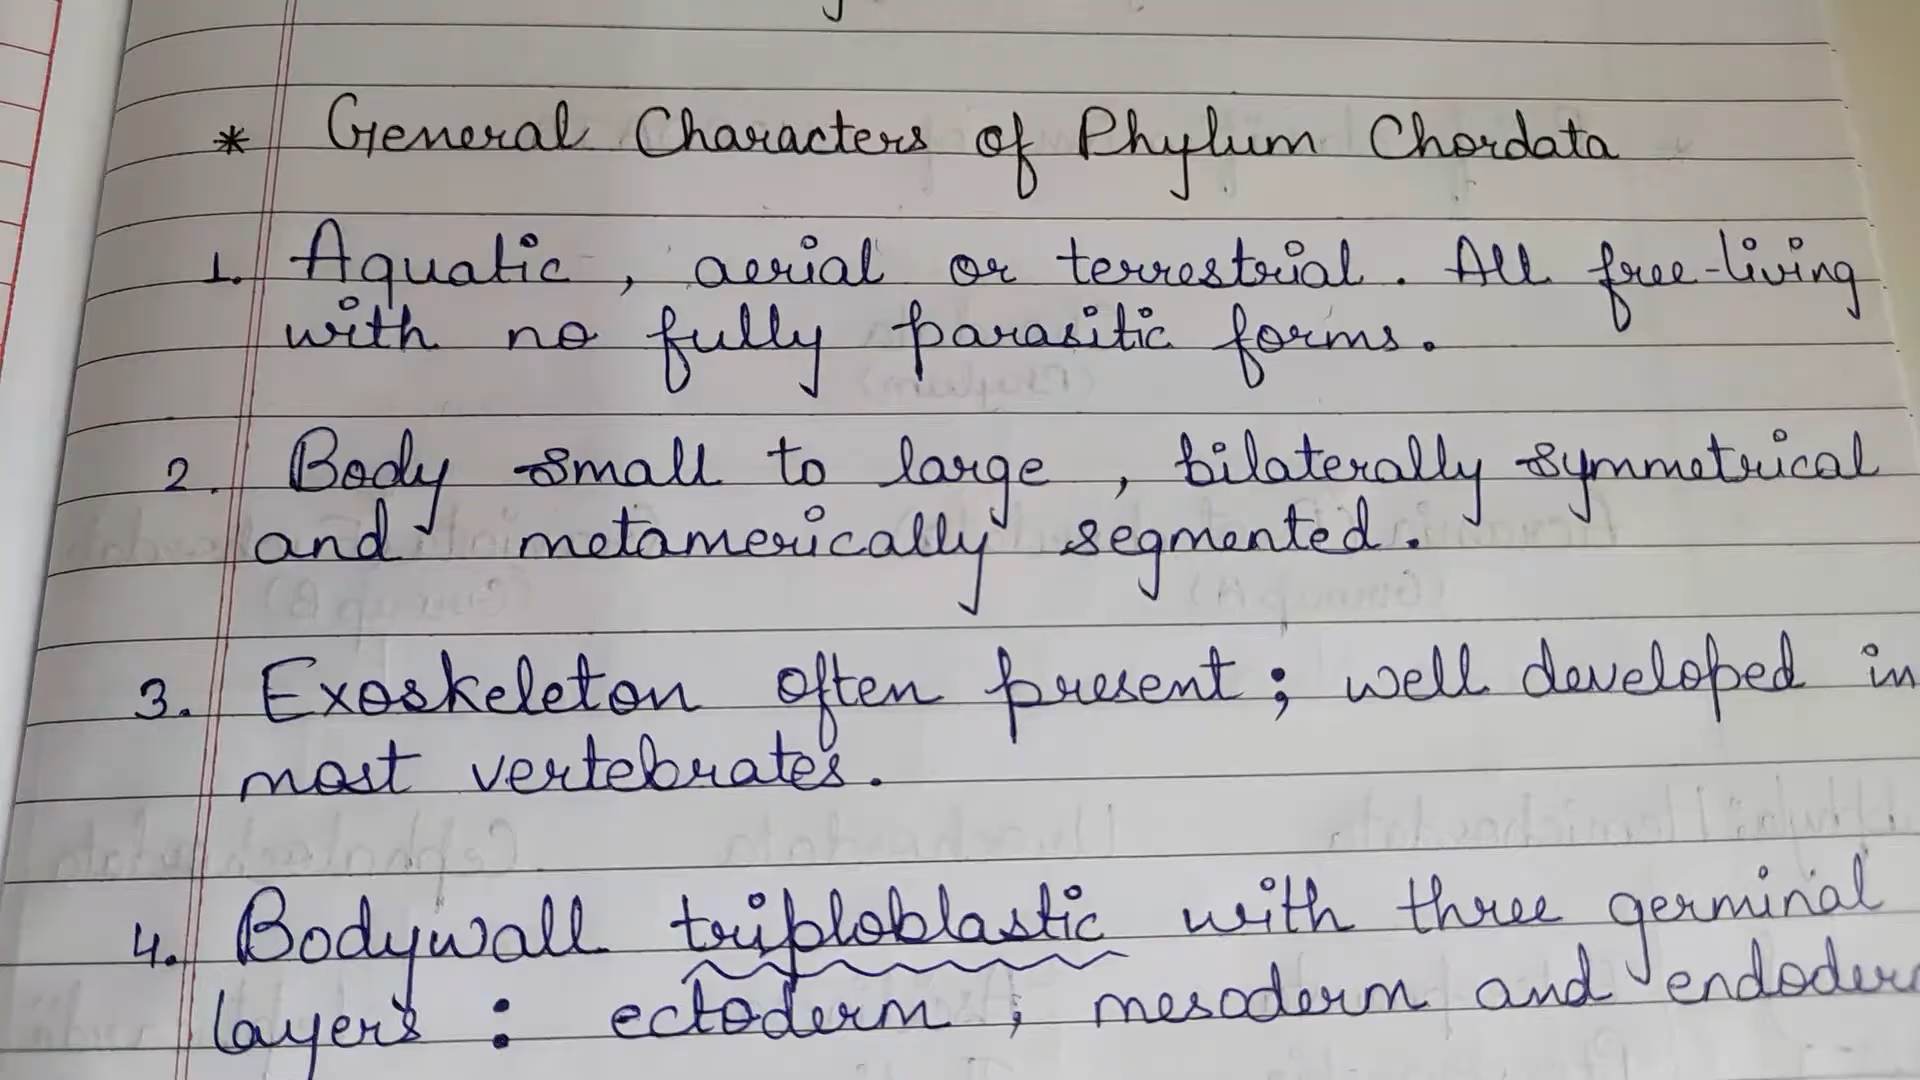 * General Characters of Phylum Chordata
1. Aquatic, aerial or terrestrial. All free-living
with no fully parasitic forms.
2. Body small to large, bilaterally symmetrical
and metamerically segmented.
3. Exoskeleton often present; well developed in
most vertebrates.
4. Bodywall triploblastic with three germinal
layers : ectoderm, mesoderm and endoder